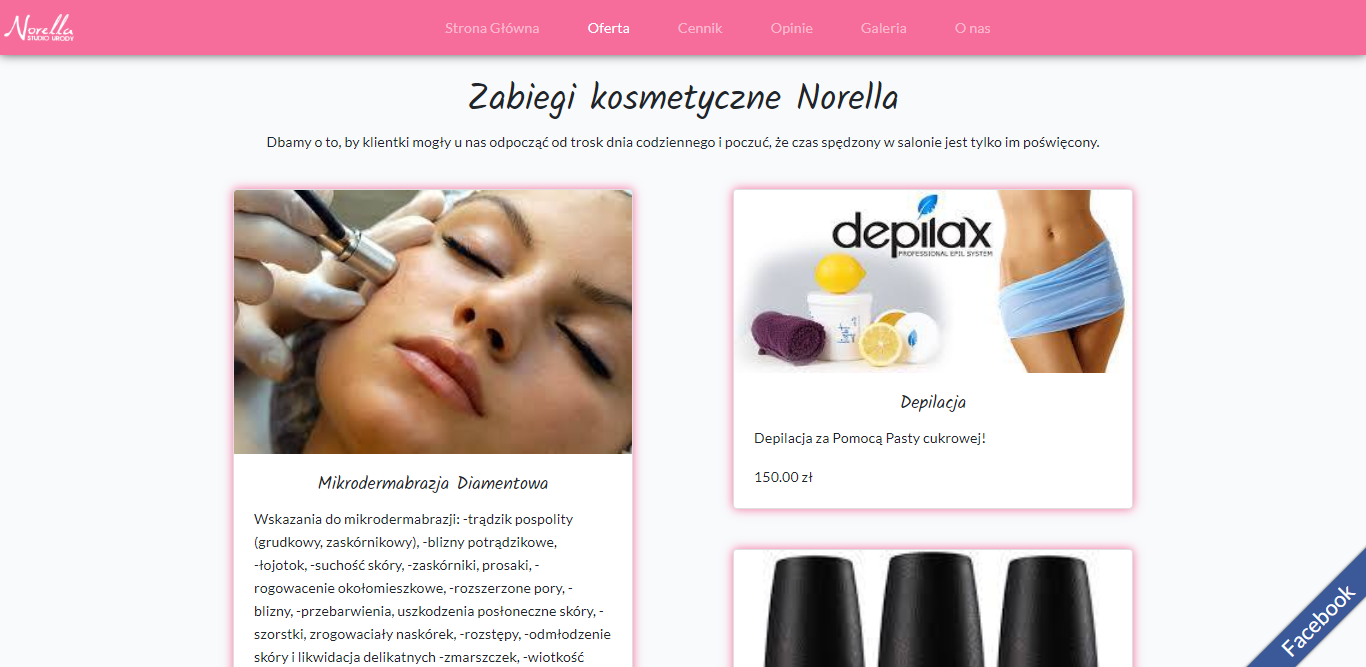 Norella
STUDIO URODY
Strona Główna
Oferta
Cennik
Opinie
Galeria
O nas
Zabiegi kosmetyczne Norella
Dbamy o to, by klientki mogły u nas odpocząć od trosk dnia codziennego i poczuć, że czas spędzony w salonie jest tylko im poświęcony.
Mikrodermabrazja Diamentowa
Wskazania do mikrodermabrazji: -trądzik pospolity
(grudkowy, zaskórnikowy), -blizny potrądzikowe,
-łojotok, -suchość skóry, -zaskórniki, prosaki, -
rogowacenie okołomieszkowe, -rozszerzone pory, -
blizny, -przebarwienia, uszkodzenia posłoneczne skóry, -
szorstki, zrogowaciały naskórek, -rozstępy, -odmłodzenie
skóry i likwidacja delikatnych -zmarszczek, -wiotkość
depilax
PROFESSIONAL EPIL SYSTEM
Depilacja
Depilacja za Pomocą Pasty cukrowej!
150.00 zł
Facebook